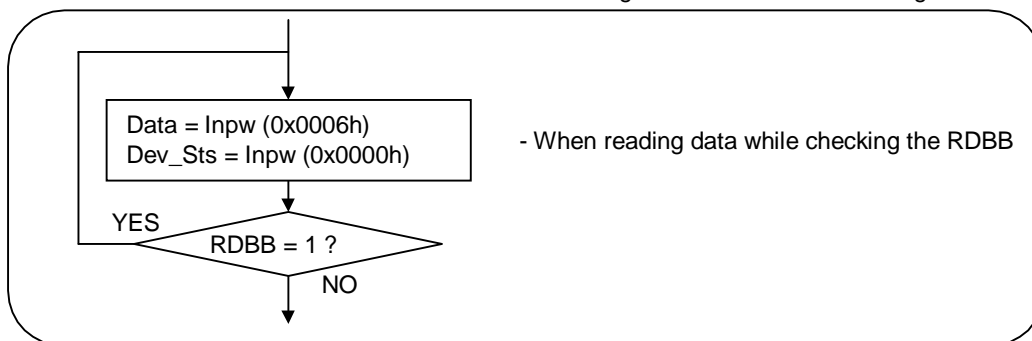 Data = Inpw (0x0006h)
Dev_Sts = Inpw (0x0000h)
- When reading data while checking the RDBB
YES
RDBB = 1 ?
NO